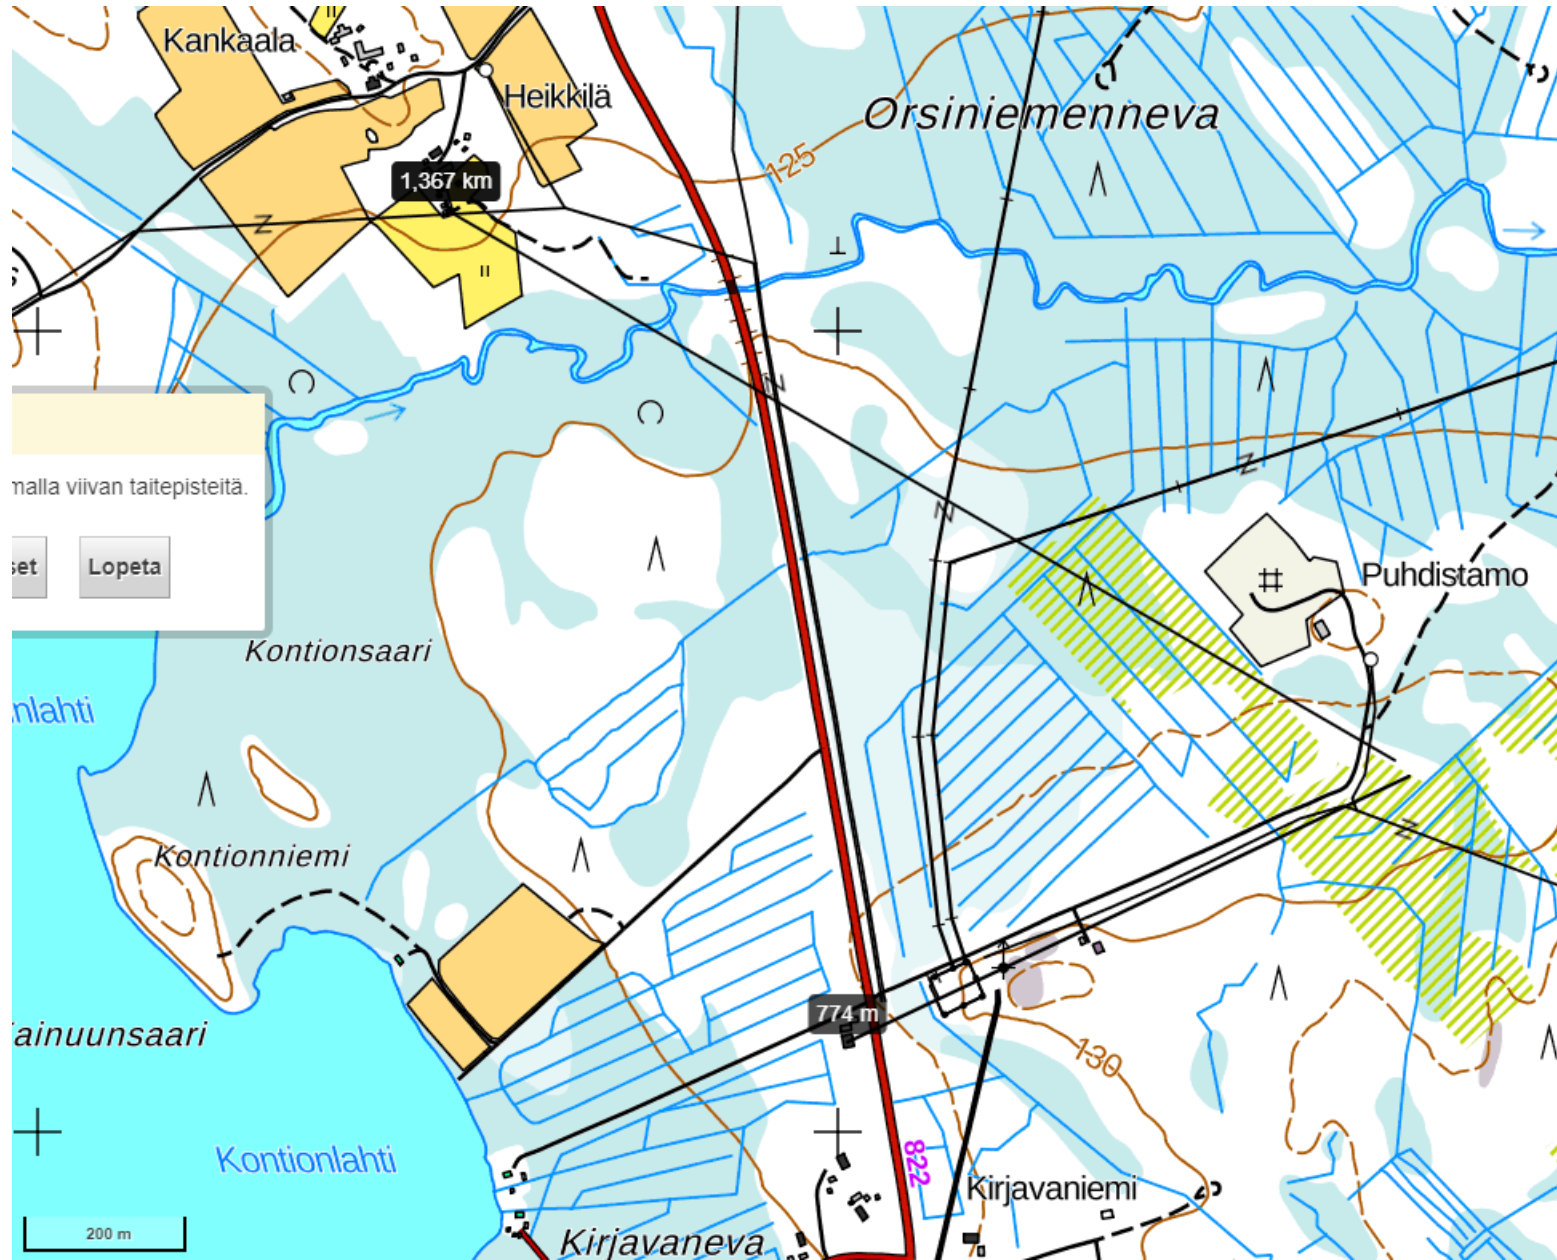 Kankaala
Heikkilä
Orsiniemenneva
125
1,367 km
malla viivan taitepisteitä.
set
Lopeta
Puhdistamo
Kontionsaari
nlahti
Kontionniemi
ainuunsaari
774 m
130
Kontionlahti
822
Kirjavaniemi
200 m
Kirjavaneva